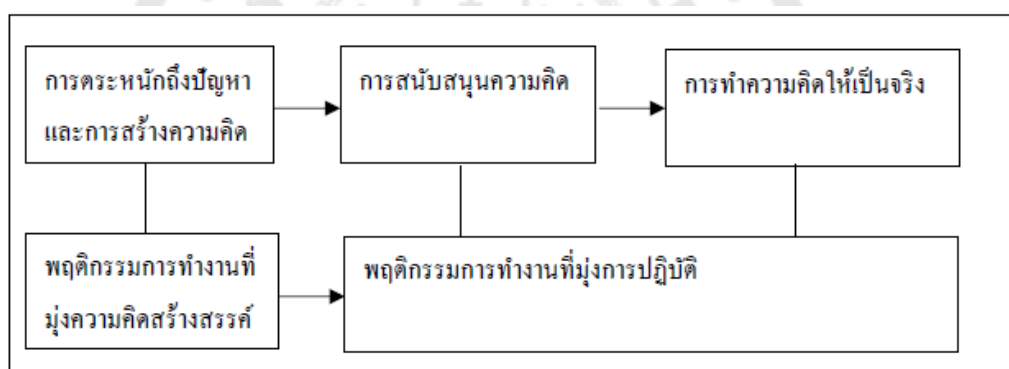 การตระหนักถึงปัญหา
และการสร้างความคิด
การสนับสนุนความคิด
การทำความคิดให้เป็นจริง
พฤติกรรมการทำงานที่
มุ่งความคิดสร้างสรรค์
พฤติกรรมการทำงานที่มุ่งการปฏิบัติ